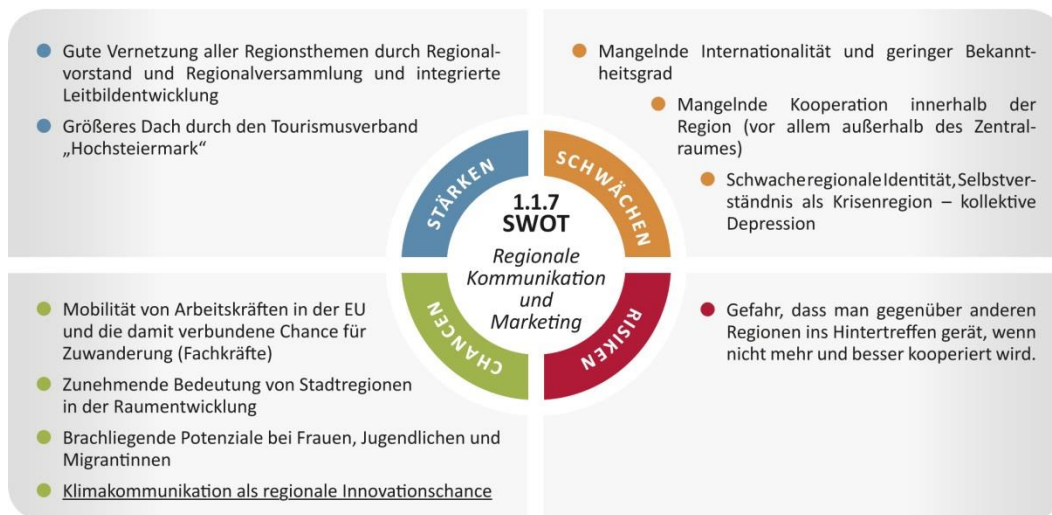 Gute Vernetzung aller Regionsthemen durch Regional-
vorstand und Regionalversammlung und integrierte
Leitbildentwicklung
Größeres Dach durch den Tourismusverband
„Hochsteiermark“
Mangelnde Internationalität und geringer Bekannt-
heitsgrad
Mangelnde Kooperation innerhalb der
Region (vor allem außerhalb des Zentral-
raumes)
Schwache regionale Identität, Selbstver-
ständnis als Krisenregion – kollektive
Depression
STÄRKEN
SCHWÄCHEN
1.1.7
SWOT
Regionale
Kommunikation
und
Marketing
CHANCEN
RISIKEN
Mobilität von Arbeitskräften in der EU
und die damit verbundene Chance für
Zuwanderung (Fachkräfte)
Zunehmende Bedeutung von Stadtregionen
in der Raumentwicklung
Brachliegende Potenziale bei Frauen, Jugendlichen und
Migrantinnen
Klimakommunikation als regionale Innovationschance
Gefahr, dass man gegenüber anderen
Regionen ins Hintertreffen gerät, wenn
nicht mehr und besser kooperiert wird.